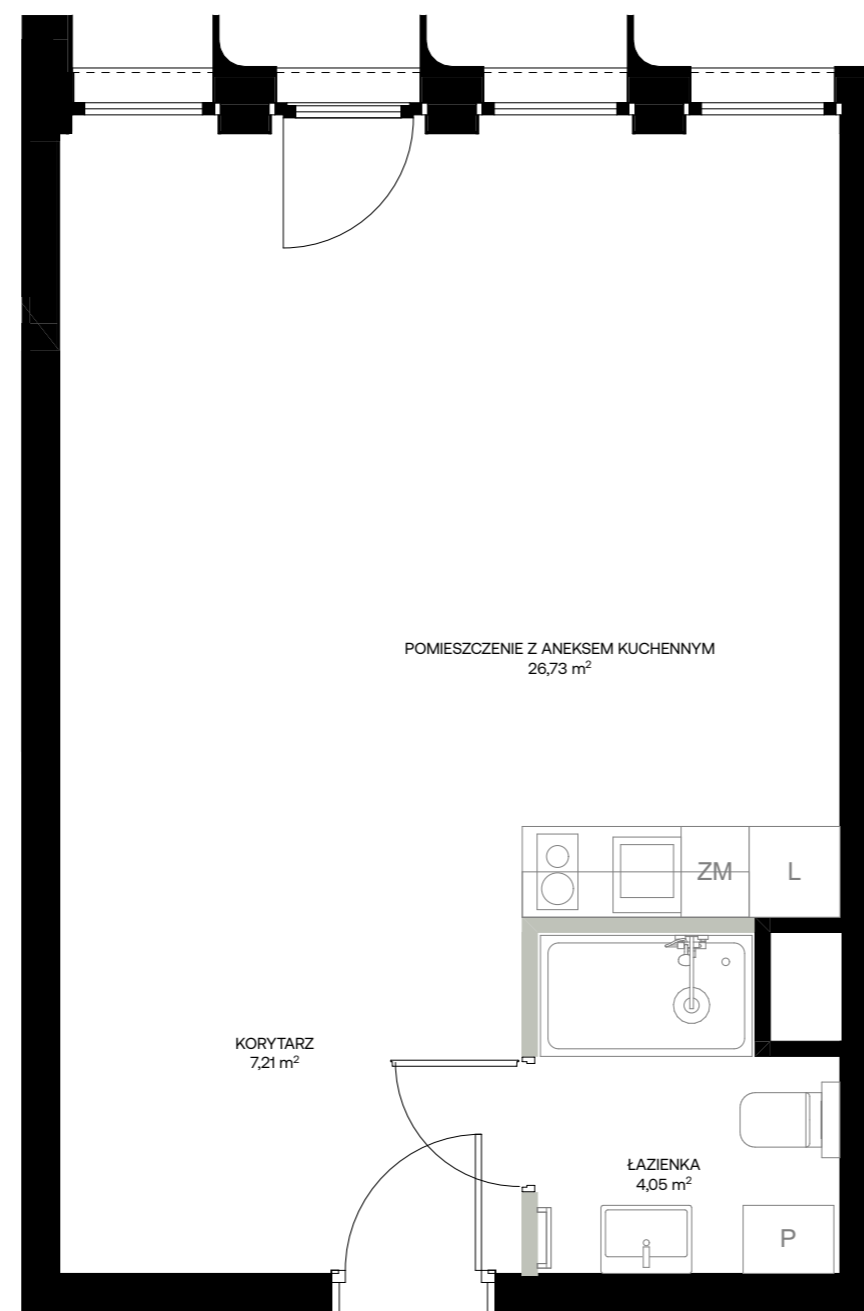 POMIESZCZENIE Z ANEKSEM KUCHENNYM
26,73 m²
ZM L
KORYTARZ
7,21 m²
ŁAZIENKA
4,05 m²
P